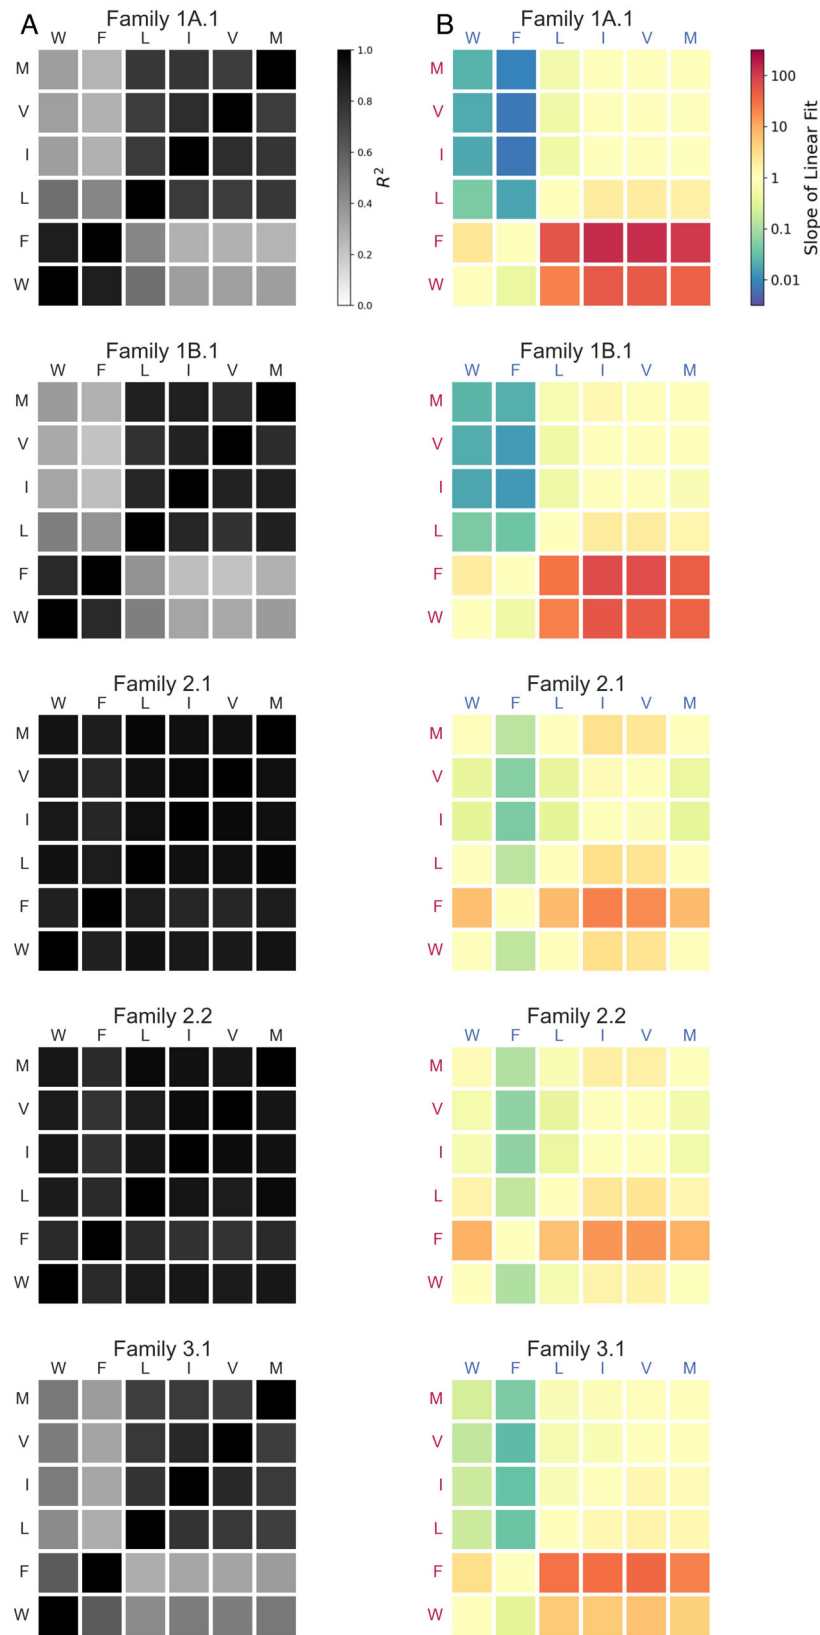 A
Family 1A.1
W F L I V M
M
V
I
L
F
W
1.0
0.8
0.6
0.4
0.2
0.0
R²
B
Family 1A.1
W F L I V M
M
V
I
L
F
W
100
10
1
0.1
0.01
Slope of Linear Fit
Family 1B.1
W F L I V M
M
V
I
L
F
W
Family 1B.1
W F L I V M
M
V
I
L
F
W
Family 2.1
W F L I V M
M
V
I
L
F
W
Family 2.1
W F L I V M
M
V
I
L
F
W
Family 2.2
W F L I V M
M
V
I
L
F
W
Family 2.2
W F L I V M
M
V
I
L
F
W
Family 3.1
W F L I V M
M
V
I
L
F
W
Family 3.1
W F L I V M
M
V
I
L
F
W